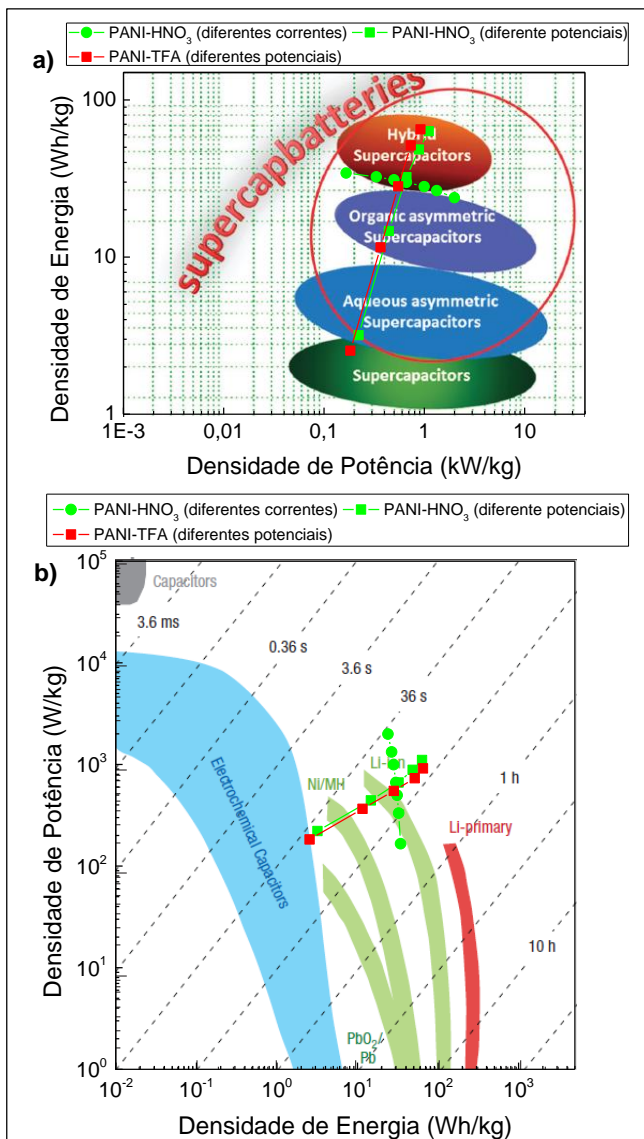 PANI-HNO3 (diferentes correntes) PANI-HNO3 (diferente potenciais)
PANI-TFA (diferentes potenciais)
a)
100
10
1
Densidade de Energia (Wh/kg)
supercapbatteries
Hybrid
Supercapacitors
Organic asymmetric
Supercapacitors
Aqueous asymmetric
Supercapacitors
Supercapacitors
1E-3 0,01 0,1 1 10
Densidade de Potência (kW/kg)
PANI-HNO3 (diferentes correntes) PANI-HNO3 (diferente potenciais)
PANI-TFA (diferentes potenciais)
b)
10^5
10^4
10^3
10^2
10^1
10^0
Densidade de Potência (W/kg)
Capacitors
3.6 ms
0.36 s
3.6 s
36 s
Li-ion
Ni/MH
1 h
Electrochemical Capacitors
Li-primary
10 h
PbO2/
Pb
10^-2 10^-1 10^0 10^1 10^2 10^3
Densidade de Energia (Wh/kg)